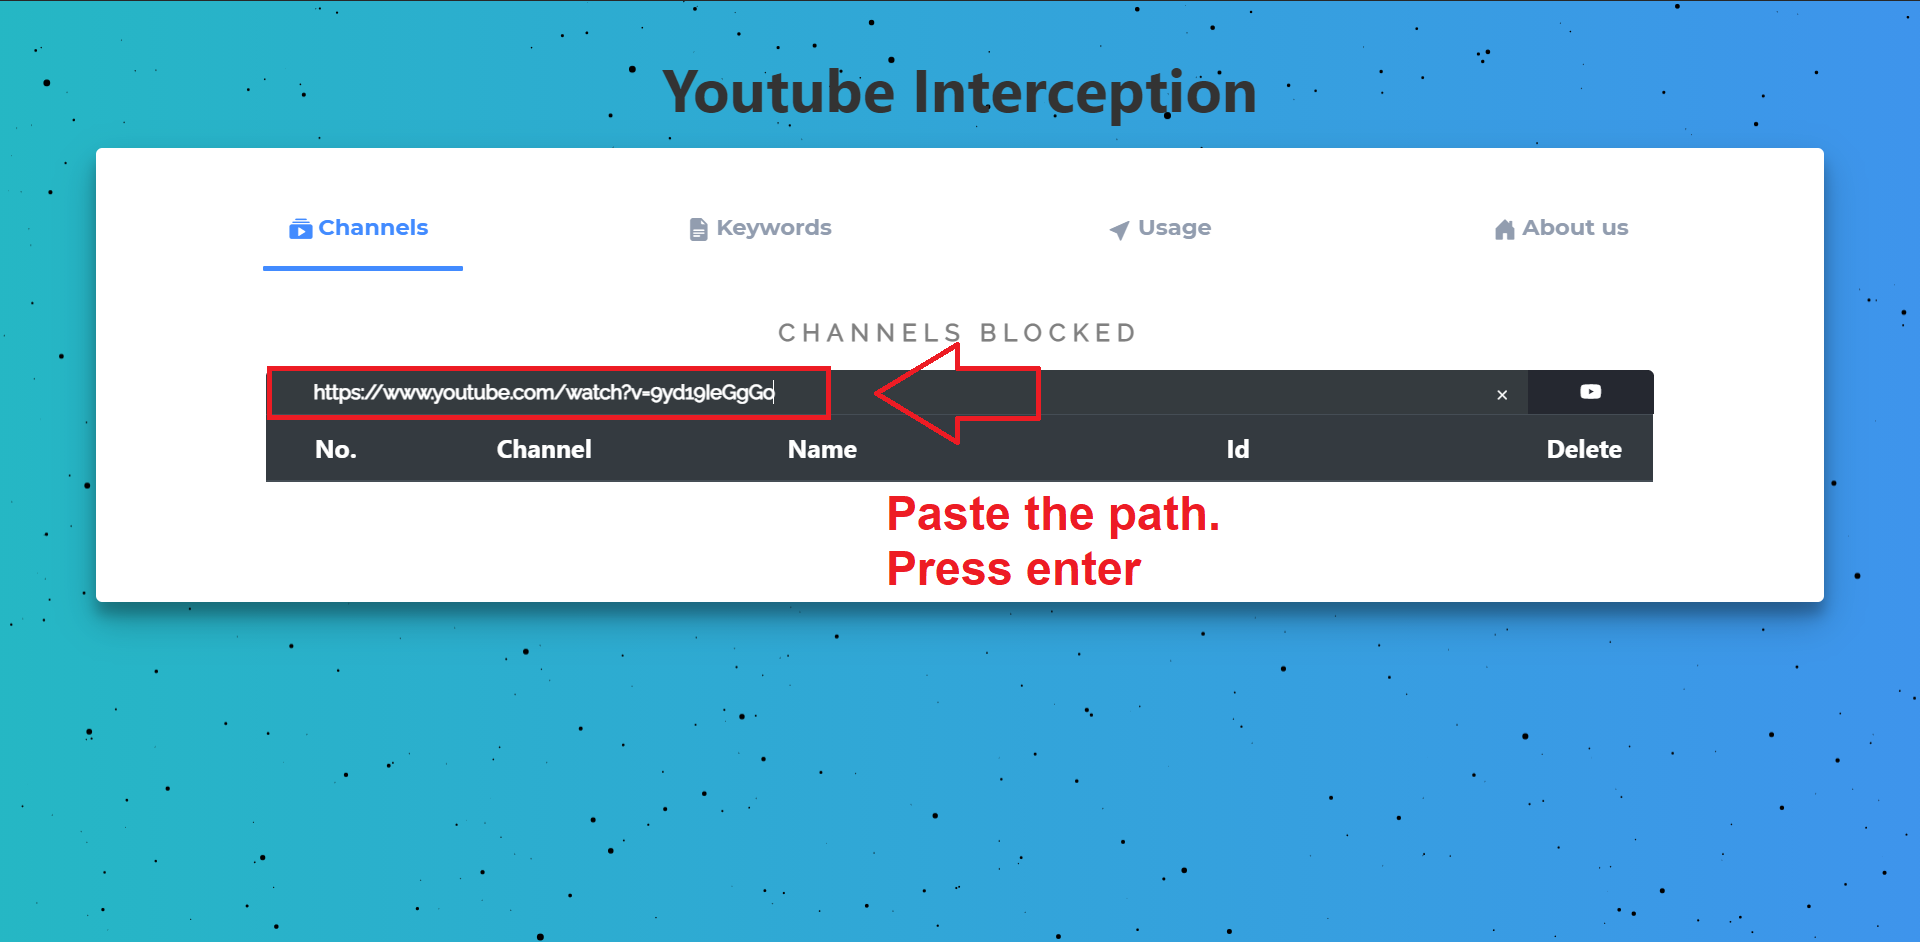 Youtube Interception
Channels
Keywords
Usage
About us
CHANNELS BLOCKED
https://www.youtube.com/watch?v=9yd19leGgGo
No.
Channel
Name
Id
Delete
Paste the path.
Press enter